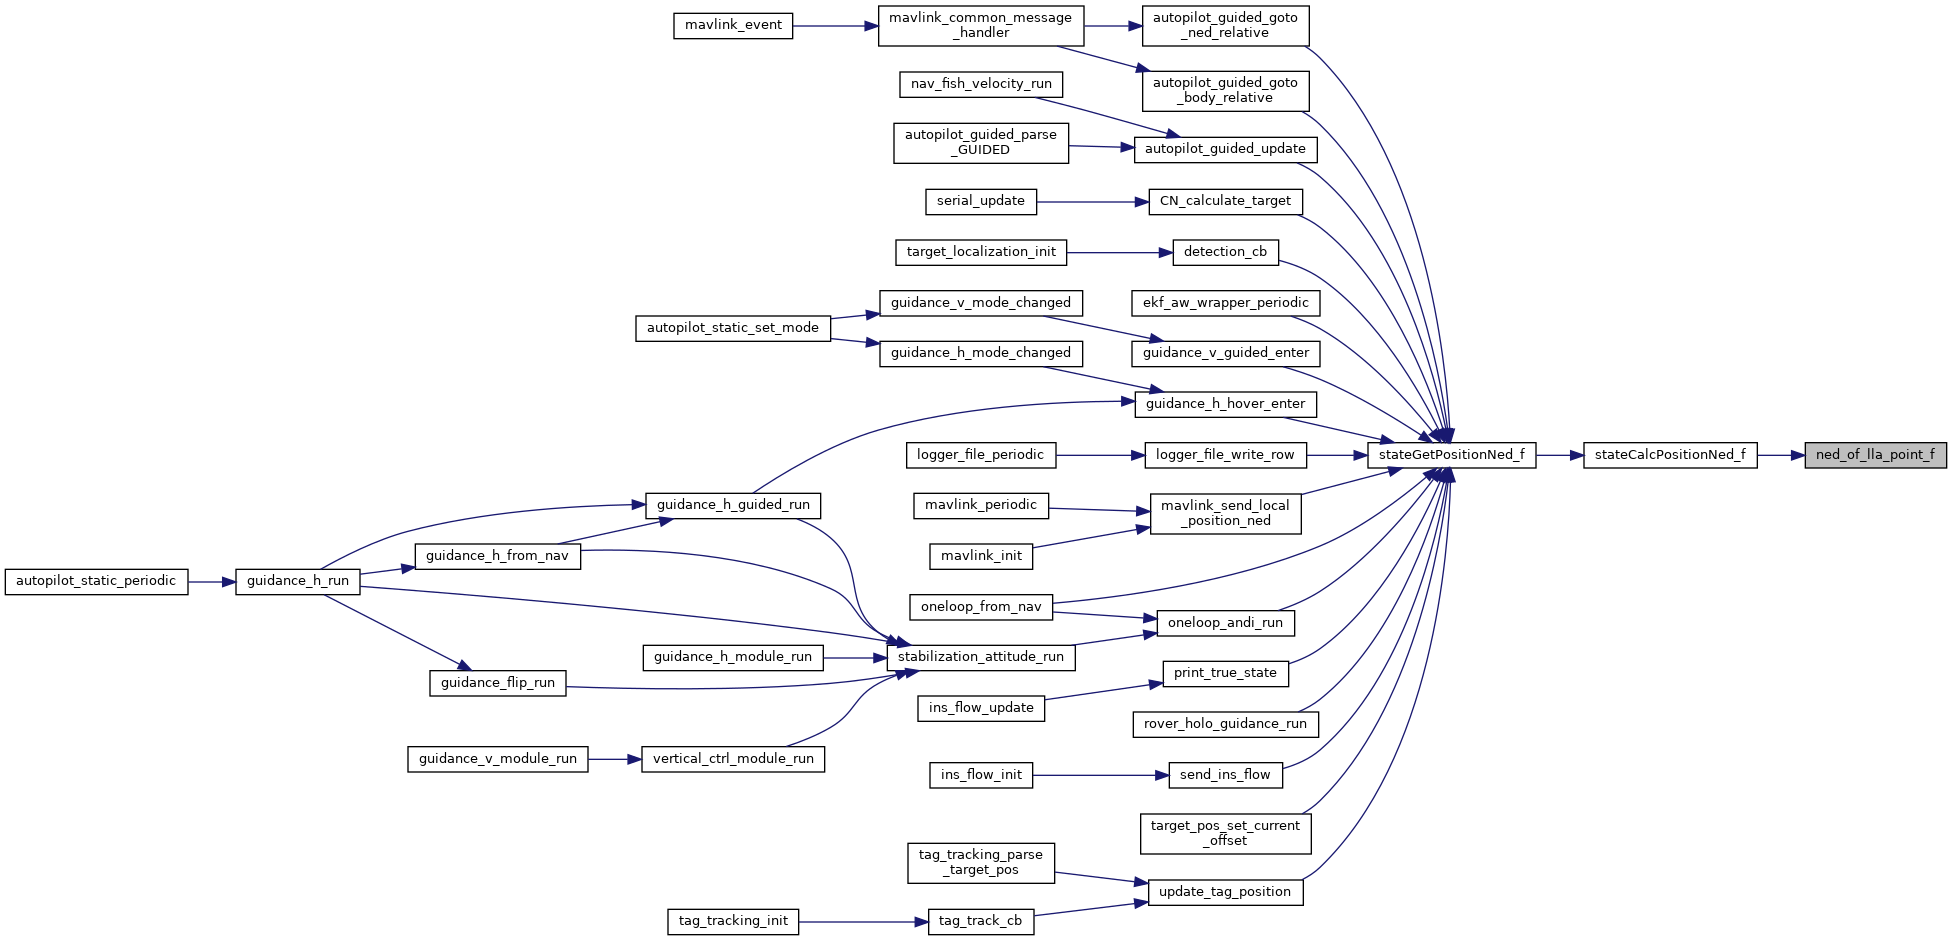 mavlink_event
mavlink_common_message
_handler
autopilot_guided_goto
_ned_relative
nav_fish_velocity_run
autopilot_guided_goto
_body_relative
autopilot_guided_parse
_GUIDED
autopilot_guided_update
serial_update
CN_calculate_target
target_localization_init
detection_cb
guidance_v_mode_changed
ekf_aw_wrapper_periodic
autopilot_static_set_mode
guidance_h_mode_changed
guidance_v_guided_enter
guidance_h_hover_enter
logger_file_periodic
logger_file_write_row
stateGetPositionNed_f
stateCalcPositionNed_f
ned_of_lla_point_f
guidance_h_guided_run
mavlink_periodic
mavlink_send_local
_position_ned
guidance_h_from_nav
mavlink_init
autopilot_static_periodic
guidance_h_run
oneloop_from_nav
oneloop_andi_run
guidance_h_module_run
stabilization_attitude_run
guidance_flip_run
print_true_state
ins_flow_update
rover_holo_guidance_run
guidance_v_module_run
vertical_ctrl_module_run
ins_flow_init
send_ins_flow
target_pos_set_current
_offset
tag_tracking_parse
_target_pos
update_tag_position
tag_tracking_init
tag_track_cb